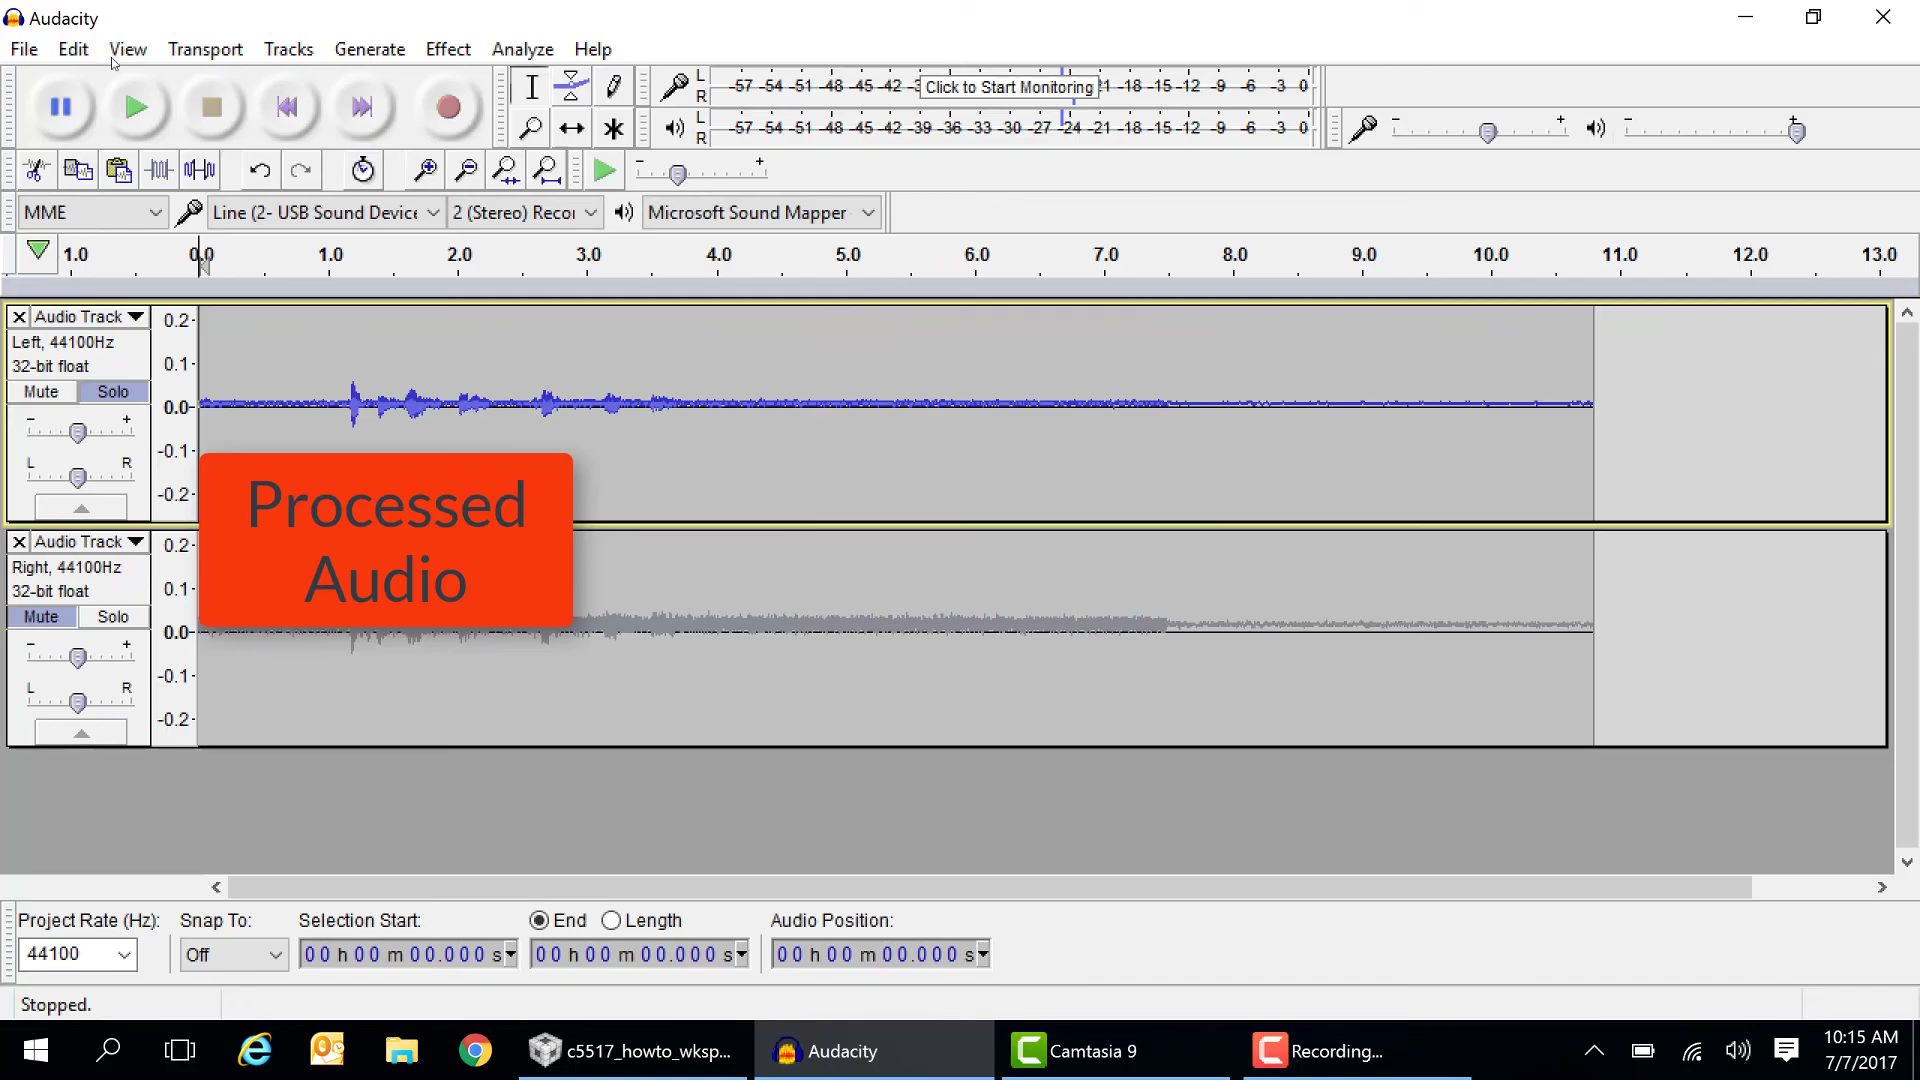 Audacity
File Edit View Transport Tracks Generate Effect Analyze Help
L -57 -54 -51 -48 -45 -42 -3 Click to Start Monitoring 21 -18 -15 -12 -9 -6 -3 0
R
L -57 -54 -51 -48 -45 -42 -39 -36 -33 -30 -27 -24 -21 -18 -15 -12 -9 -6 -3 0
R
- + - +
- +
MME Line (2- USB Sound Device 2 (Stereo) Recor Microsoft Sound Mapper
1.0 0.0 1.0 2.0 3.0 4.0 5.0 6.0 7.0 8.0 9.0 10.0 11.0 12.0 13.0
Audio Track
Left, 44100Hz
32-bit float
Mute Solo
- +
L R
0.2
0.1
0.0
-0.1
-0.2
Processed
Audio
Audio Track
Right, 44100Hz
32-bit float
Mute Solo
- +
L R
0.2
0.1
0.0
-0.1
-0.2
Project Rate (Hz): Snap To: Selection Start: End Length Audio Position:
44100 Off 00 h 00 m 00.000 s 00 h 00 m 00.000 s 00 h 00 m 00.000 s
Stopped.
c5517_howto_wksp... Audacity Camtasia 9 Recording...
10:15 AM
7/7/2017